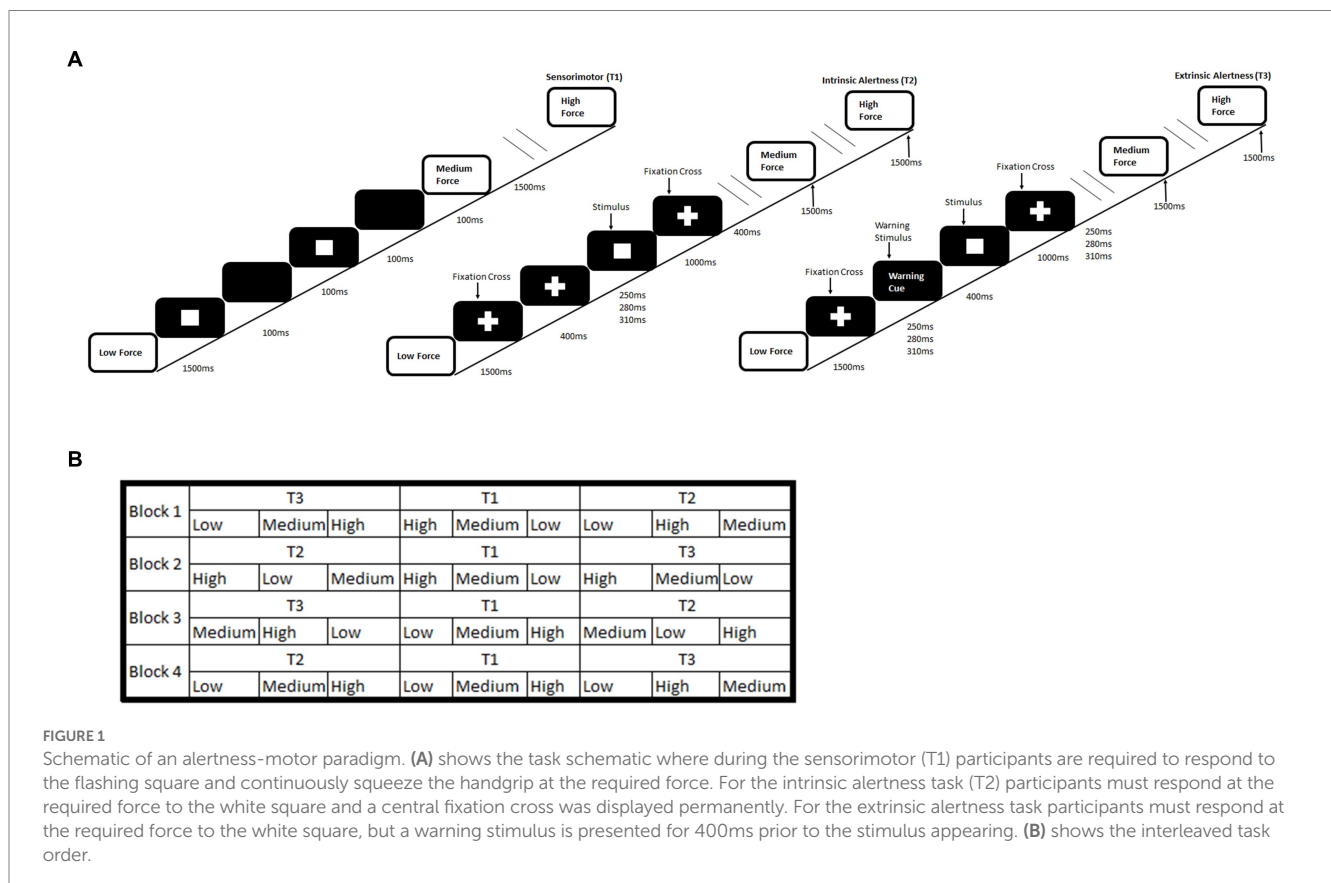 A
Sensorimotor (T1)
High
Force
Medium
Force
1500ms
100ms
100ms
100ms
100ms
Low Force
1500ms
Intrinsic Alertness (T2)
High
Force
1500ms
Medium
Force
1500ms
Fixation Cross
400ms
Stimulus
1000ms
250ms
280ms
310ms
Fixation Cross
400ms
Low Force
1500ms
Extrinsic Alertness (T3)
High
Force
1500ms
Medium
Force
1500ms
Fixation Cross
250ms
280ms
310ms
Stimulus
1000ms
Warning
Stimulus
Warning
Cue
400ms
Fixation Cross
250ms
280ms
310ms
Low Force
1500ms
B
Block 1 T3 T1 T2
Low Medium High High Medium Low Low High Medium
Block 2 T2 T1 T3
High Low Medium High Medium Low High Medium Low
Block 3 T3 T1 T2
Medium High Low Low Medium High Medium Low High
Block 4 T2 T1 T3
Low Medium High Low Medium High Low High Medium
FIGURE 1
Schematic of an alertness-motor paradigm. (A) shows the task schematic where during the sensorimotor (T1) participants are required to respond to
the flashing square and continuously squeeze the handgrip at the required force. For the intrinsic alertness task (T2) participants must respond at the
required force to the white square and a central fixation cross was displayed permanently. For the extrinsic alertness task participants must respond at
the required force to the white square, but a warning stimulus is presented for 400ms prior to the stimulus appearing. (B) shows the interleaved task
order.